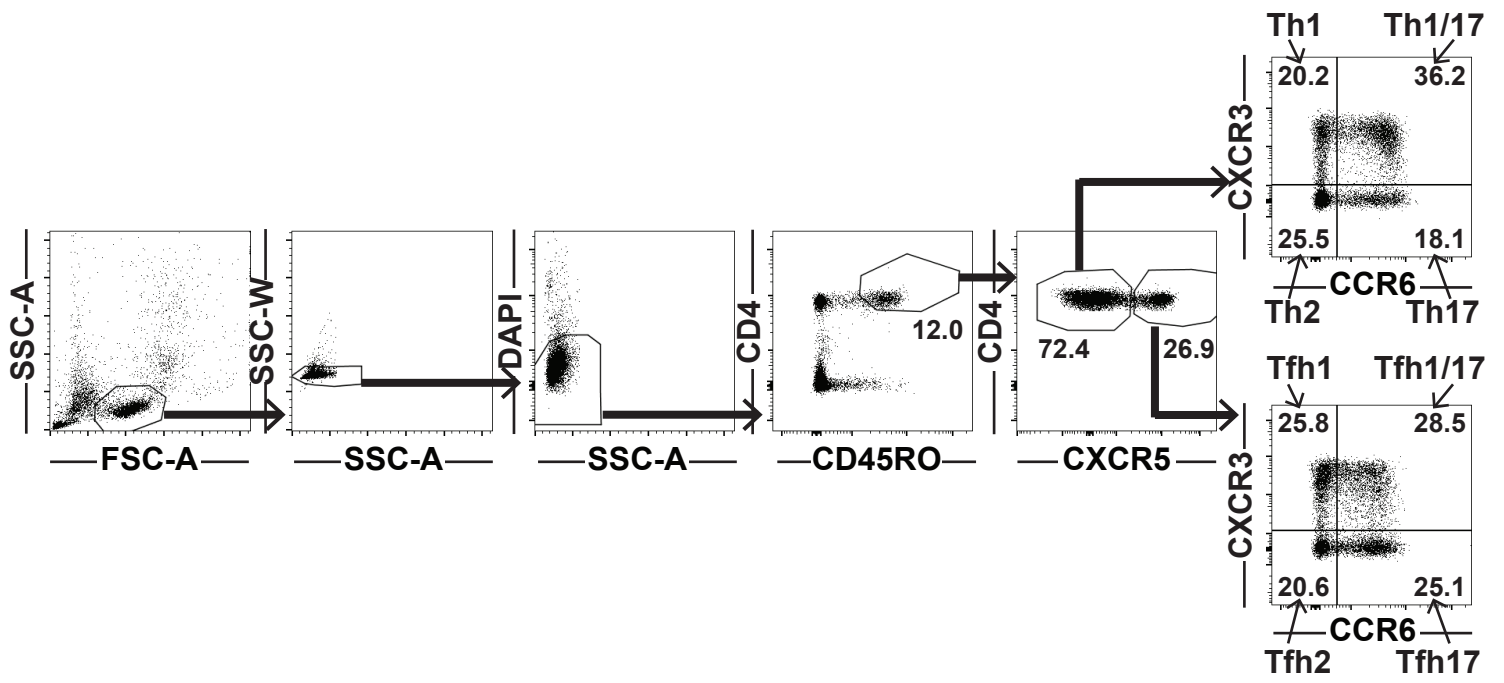 SSC-A
FSC-A
SSC-W
SSC-A
DAPI
SSC-A
CD4
12.0
CD45RO
CD4
72.4
26.9
CXCR5
Th1
Th1/17
20.2
36.2
CXCR3
25.5
18.1
CCR6
Th2
Th17
Tfh1
Tfh1/17
25.8
28.5
CXCR3
20.6
25.1
CCR6
Tfh2
Tfh17